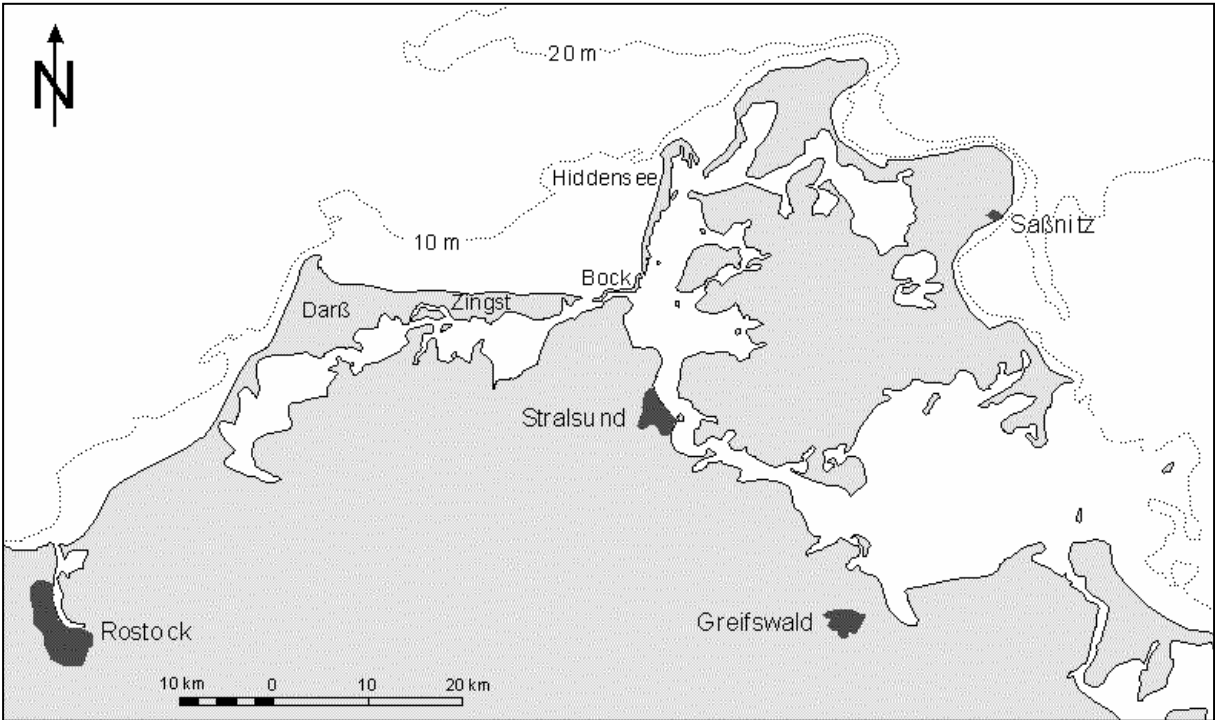 N
20 m
Hiddensee
Saßnitz
10 m
Bock
Zingst
Darß
Stralsund
Greifswald
Rostock
10 km 0 10 20 km